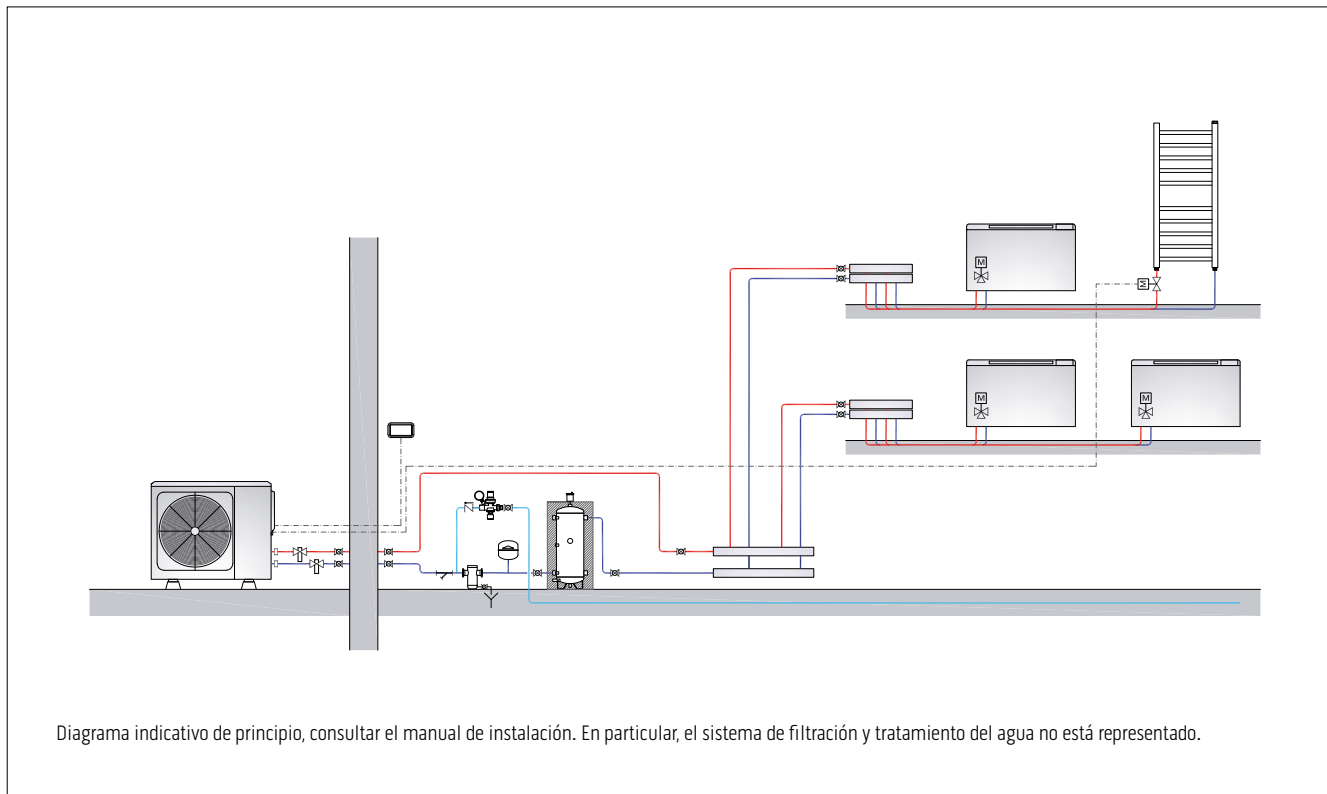 M
M
M
M
Diagrama indicativo de principio, consultar el manual de instalación. En particular, el sistema de filtración y tratamiento del agua no está representado.